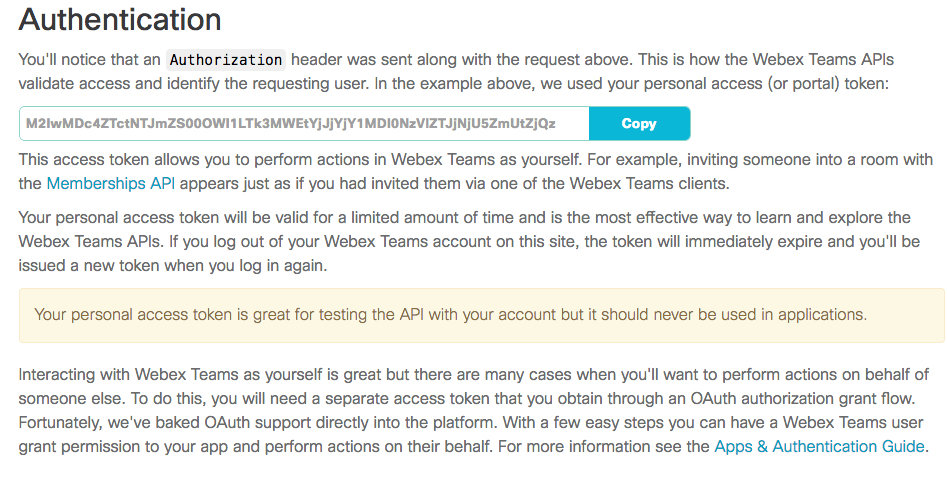 Authentication
You'll notice that an Authorization header was sent along with the request above. This is how the Webex Teams APIs
validate access and identify the requesting user. In the example above, we used your personal access (or portal) token:
M2IwMDc4ZTctNTJmZS00OWI1LTk3MWEtYjJjYjY1MDI0NzVlZTJjNjU5ZmUtZjQz
Copy
This access token allows you to perform actions in Webex Teams as yourself. For example, inviting someone into a room with
the Memberships API appears just as if you had invited them via one of the Webex Teams clients.
Your personal access token will be valid for a limited amount of time and is the most effective way to learn and explore the
Webex Teams APIs. If you log out of your Webex Teams account on this site, the token will immediately expire and you'll be
issued a new token when you log in again.
Your personal access token is great for testing the API with your account but it should never be used in applications.
Interacting with Webex Teams as yourself is great but there are many cases when you'll want to perform actions on behalf of
someone else. To do this, you will need a separate access token that you obtain through an OAuth authorization grant flow.
Fortunately, we've baked OAuth support directly into the platform. With a few easy steps you can have a Webex Teams user
grant permission to your app and perform actions on their behalf. For more information see the Apps & Authentication Guide.